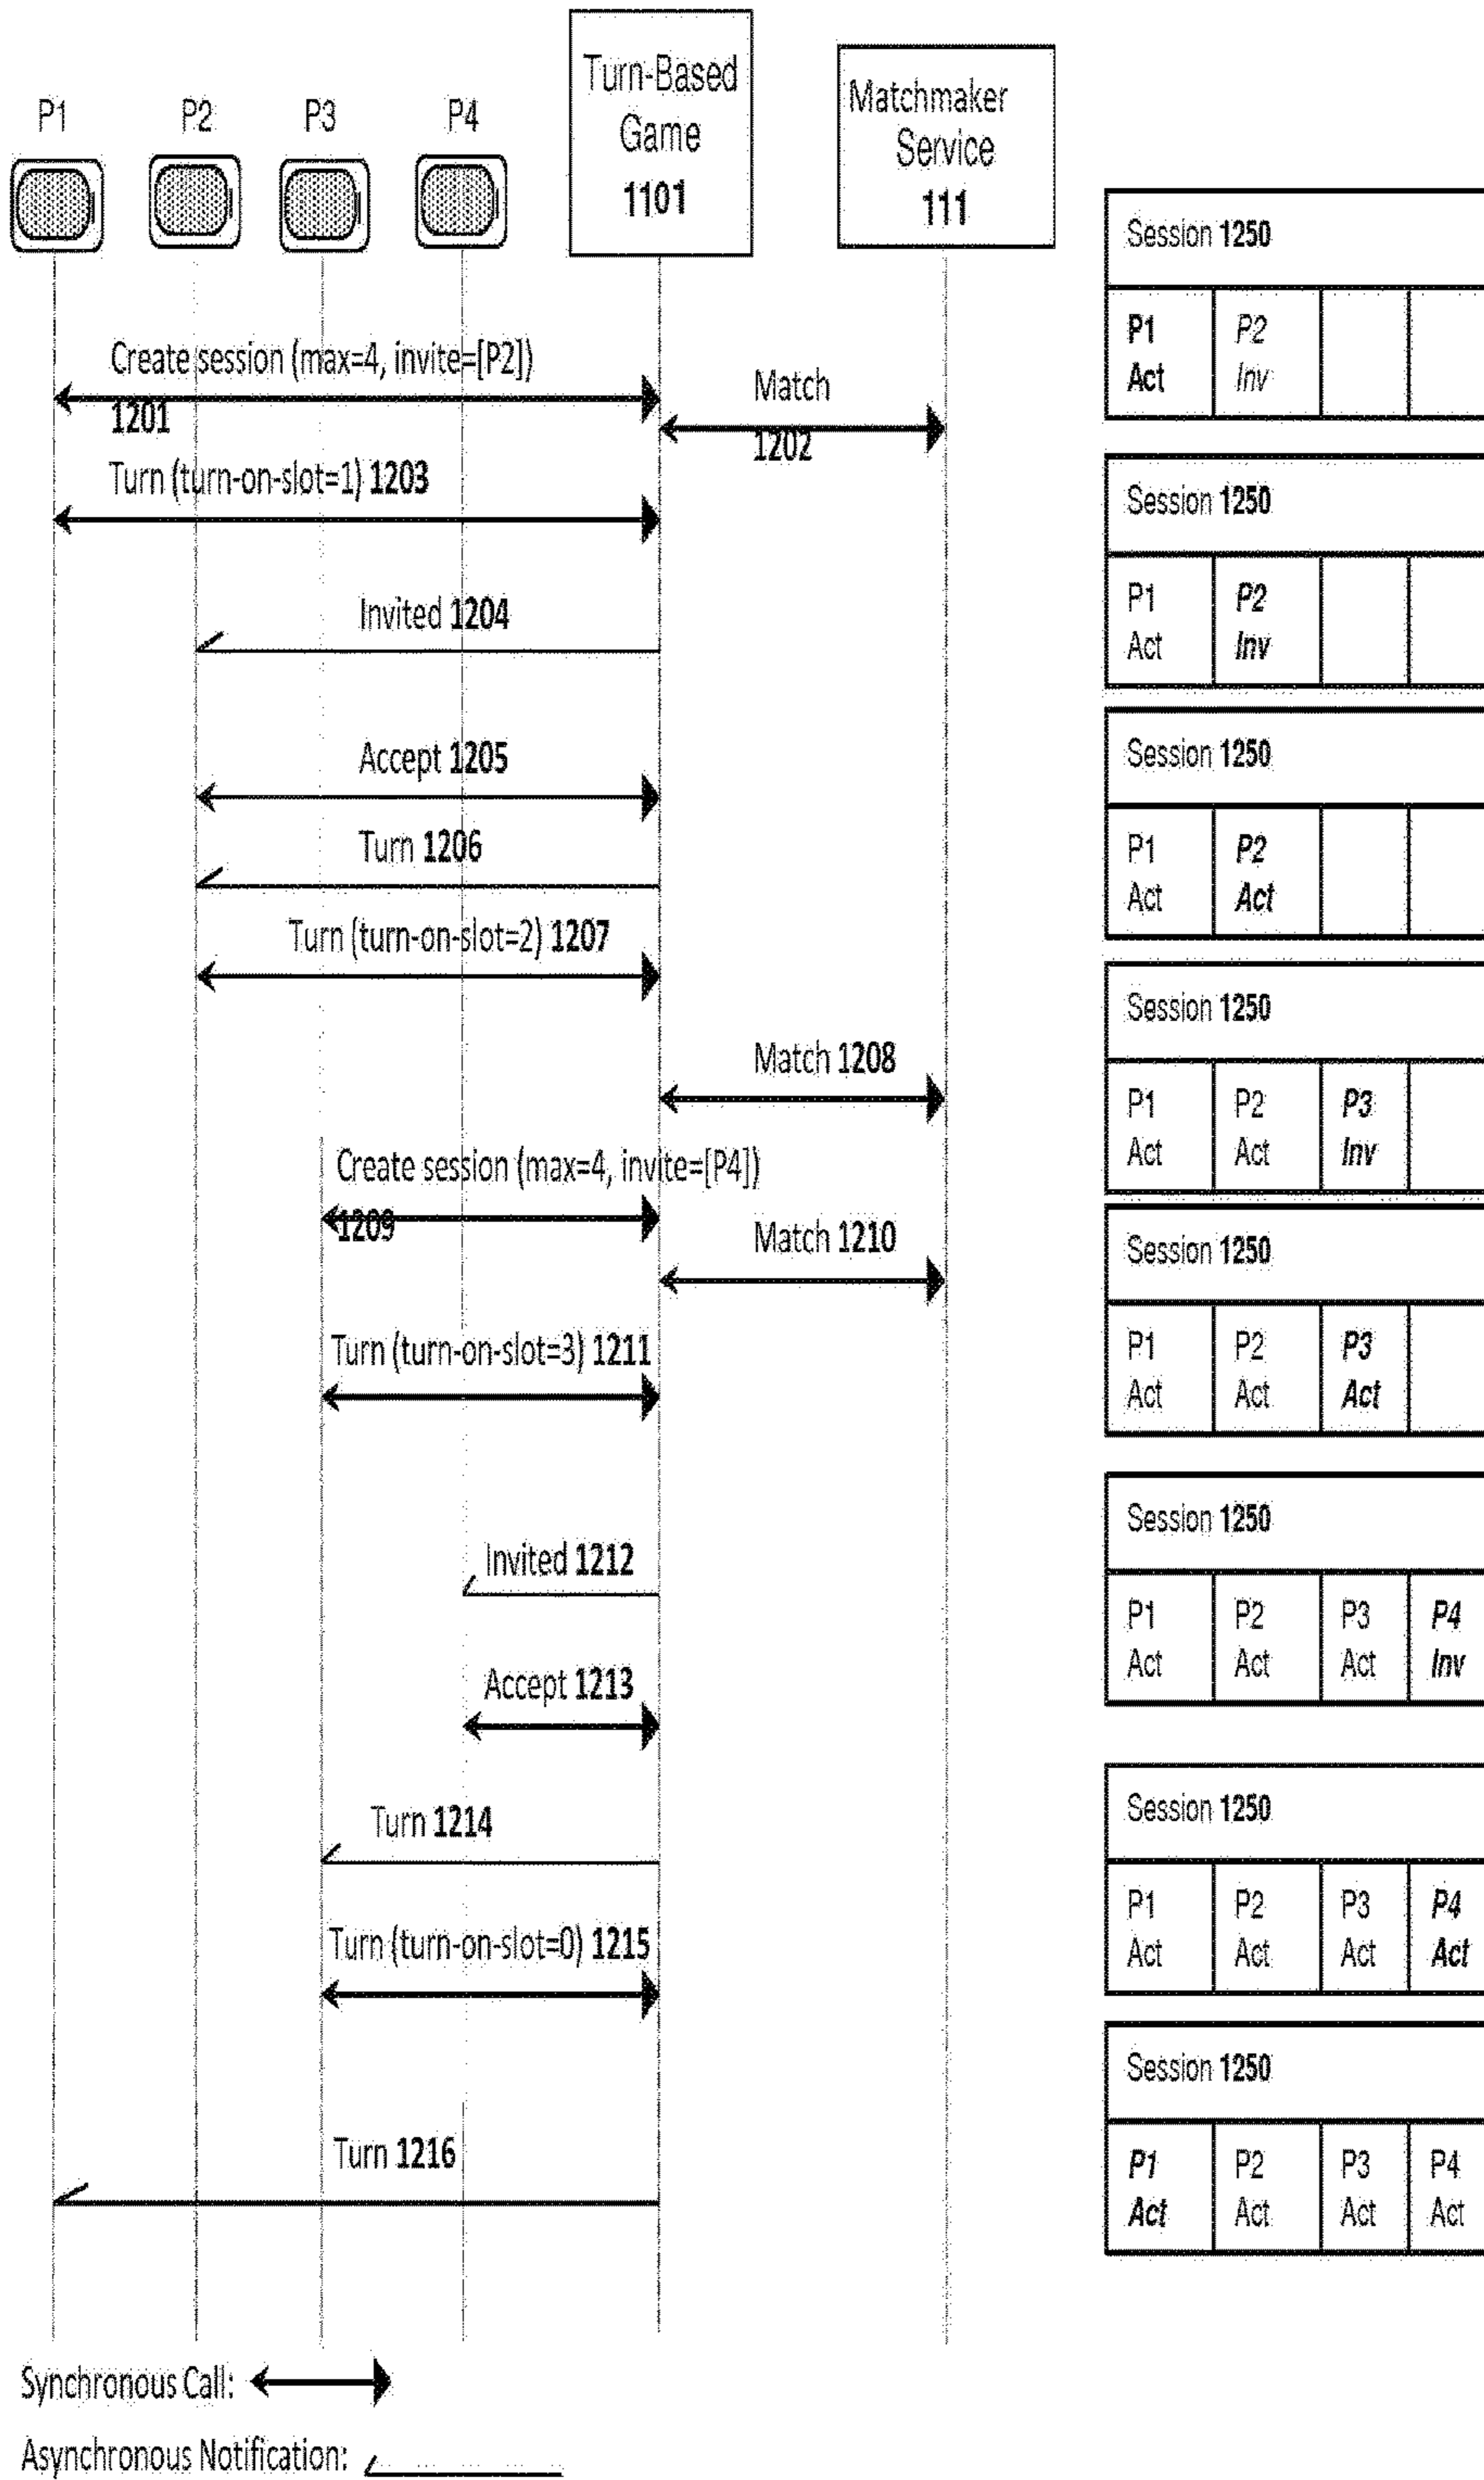 P1
P2
P3
P4
Turn-Based
Game
1101
Matchmaker
Service
111
Create session (max=4, invite=[P2])
1201
Match
1202
Turn (turn-on-slot=1) 1203
Invited 1204
Accept 1205
Turn 1206
Turn (turn-on-slot=2) 1207
Match 1208
Create session (max=4, invite=[P4])
1209
Match 1210
Turn (turn-on-slot=3) 1211
Invited 1212
Accept 1213
Turn 1214
Turn (turn-on-slot=0) 1215
Turn 1216
Session 1250
P1 P2
Act Inv
Session 1250
P1 P2
Act Inv
Session 1250
P1 P2
Act Act
Session 1250
P1 P2 P3
Act Act Inv
Session 1250
P1 P2 P3
Act Act Act
Session 1250
P1 P2 P3 P4
Act Act Act Inv
Session 1250
P1 P2 P3 P4
Act Act Act Act
Session 1250
P1 P2 P3 P4
Act Act Act Act
Synchronous Call:
Asynchronous Notification: